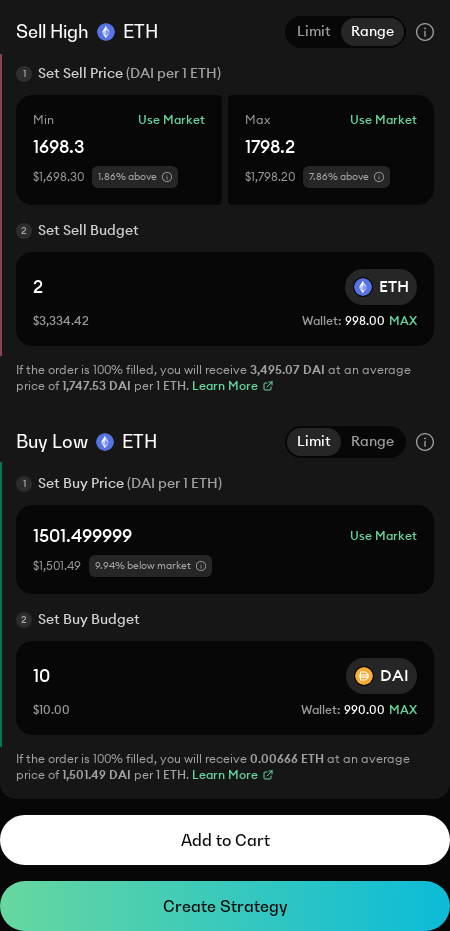 Sell High ETH Limit Range
1 Set Sell Price (DAI per 1 ETH)
Min Use Market
1698.3
$1,698.30 1.86% above
Max Use Market
1798.2
$1,798.20 7.86% above
2 Set Sell Budget
2 ETH
$3,334.42 Wallet: 998.00 MAX
If the order is 100% filled, you will receive 3,495.07 DAI at an average
price of 1,747.53 DAI per 1 ETH. Learn More
Buy Low ETH Limit Range
1 Set Buy Price (DAI per 1 ETH)
1501.499999 Use Market
$1,501.49 9.94% below market
2 Set Buy Budget
10 DAI
$10.00 Wallet: 990.00 MAX
If the order is 100% filled, you will receive 0.00666 ETH at an average
price of 1,501.49 DAI per 1 ETH. Learn More
Add to Cart
Create Strategy